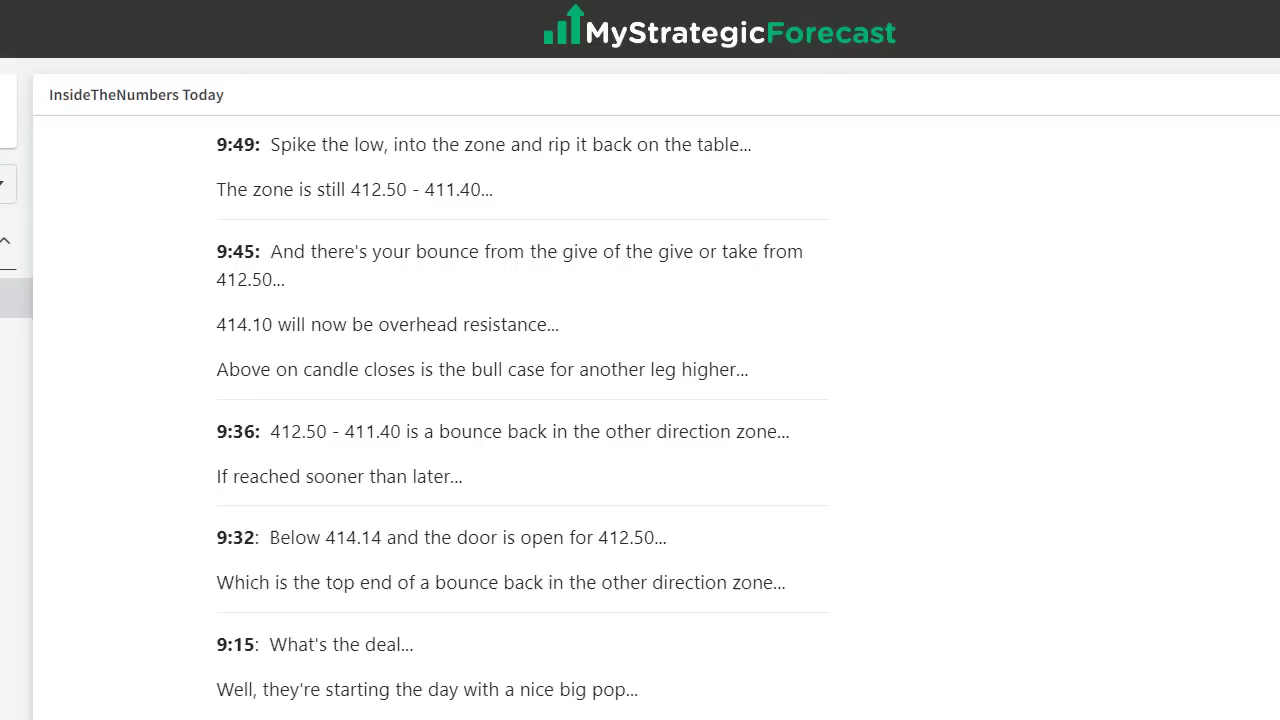 MyStrategicForecast
InsideTheNumbers Today
9:49: Spike the low, into the zone and rip it back on the table...
The zone is still 412.50 - 411.40...
9:45: And there's your bounce from the give of the give or take from
412.50...
414.10 will now be overhead resistance...
Above on candle closes is the bull case for another leg higher...
9:36: 412.50 - 411.40 is a bounce back in the other direction zone...
If reached sooner than later...
9:32: Below 414.14 and the door is open for 412.50...
Which is the top end of a bounce back in the other direction zone...
9:15: What's the deal...
Well, they're starting the day with a nice big pop...